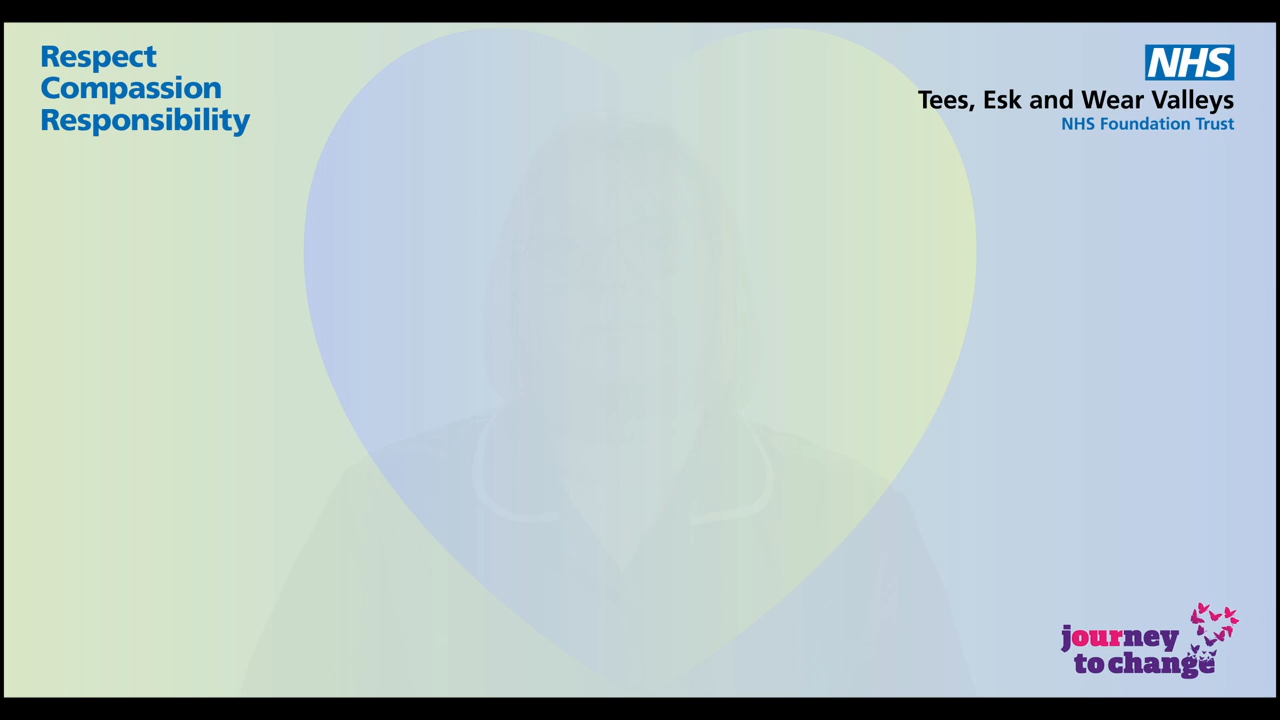 Respect
Compassion
Responsibility
NHS
Tees, Esk and Wear Valleys
NHS Foundation Trust
journey
to change